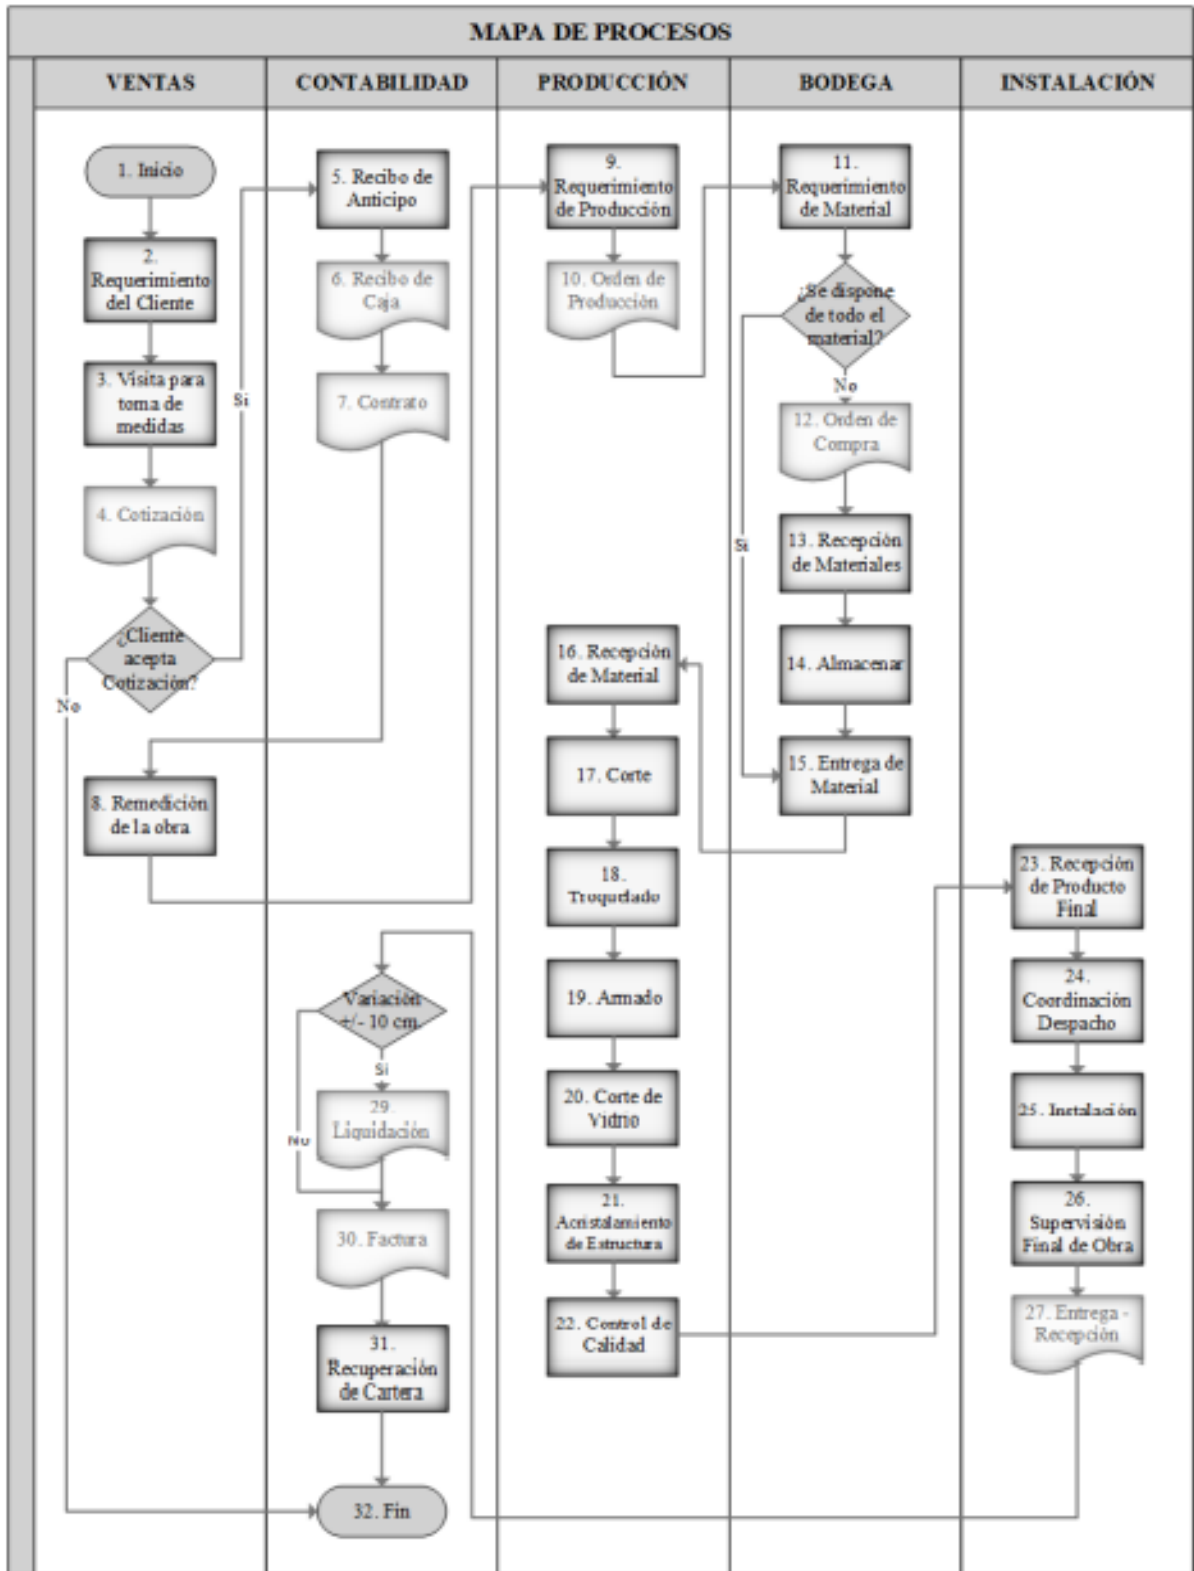 MAPA DE PROCESOS
VENTAS
CONTABILIDAD
PRODUCCIÓN
BODEGA
INSTALACIÓN
1. Inicio
2.
Requerimiento
del Cliente
3. Visita para
toma de
medidas
4. Cotización
¿Cliente
acepta
Cotización?
Si
No
8. Remedición
de la obra
5. Recibo de
Anticipo
6. Recibo de
Caja
7. Contrato
Variación
+/- 10 cm.
Si
No
29.
Liquidación
30. Factura
31.
Recuperación
de Cartera
32. Fin
9.
Requerimiento
de Producción
10. Orden de
Producción
16. Recepción
de Material
17. Corte
18.
Troquelado
19. Armado
20. Corte de
Vidrio
21.
Acristalamiento
de Estructura
22. Control de
Calidad
11.
Requerimiento
de Material
¿Se dispone
de todo el
material?
No
Si
12. Orden de
Compra
13. Recepción
de Materiales
14. Almacenar
15. Entrega de
Material
23. Recepción
de Producto
Final
24.
Coordinación
Despacho
25. Instalación
26.
Supervisión
Final de Obra
27. Entrega -
Recepción